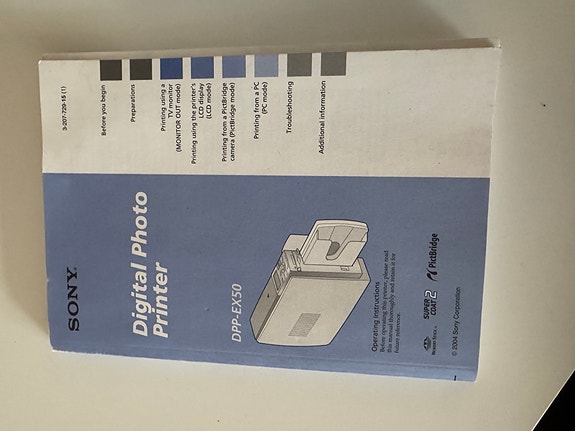 3-207-729-15 (1)
Before you begin
Preparations
Printing using a
TV monitor
(MONITOR OUT mode)
Printing using the printer's
LCD display
(LCD mode)
Printing from a PictBridge
camera (PictBridge mode)
Printing from a PC
(PC mode)
Troubleshooting
Additional information
SONY
Digital Photo
Printer
DPP-EX50
Operating Instructions
Before operating this printer, please read
this manual thoroughly and retain it for
future reference.
MEMORY STICK TM
SUPER
COAT 2
PictBridge
© 2004 Sony Corporation